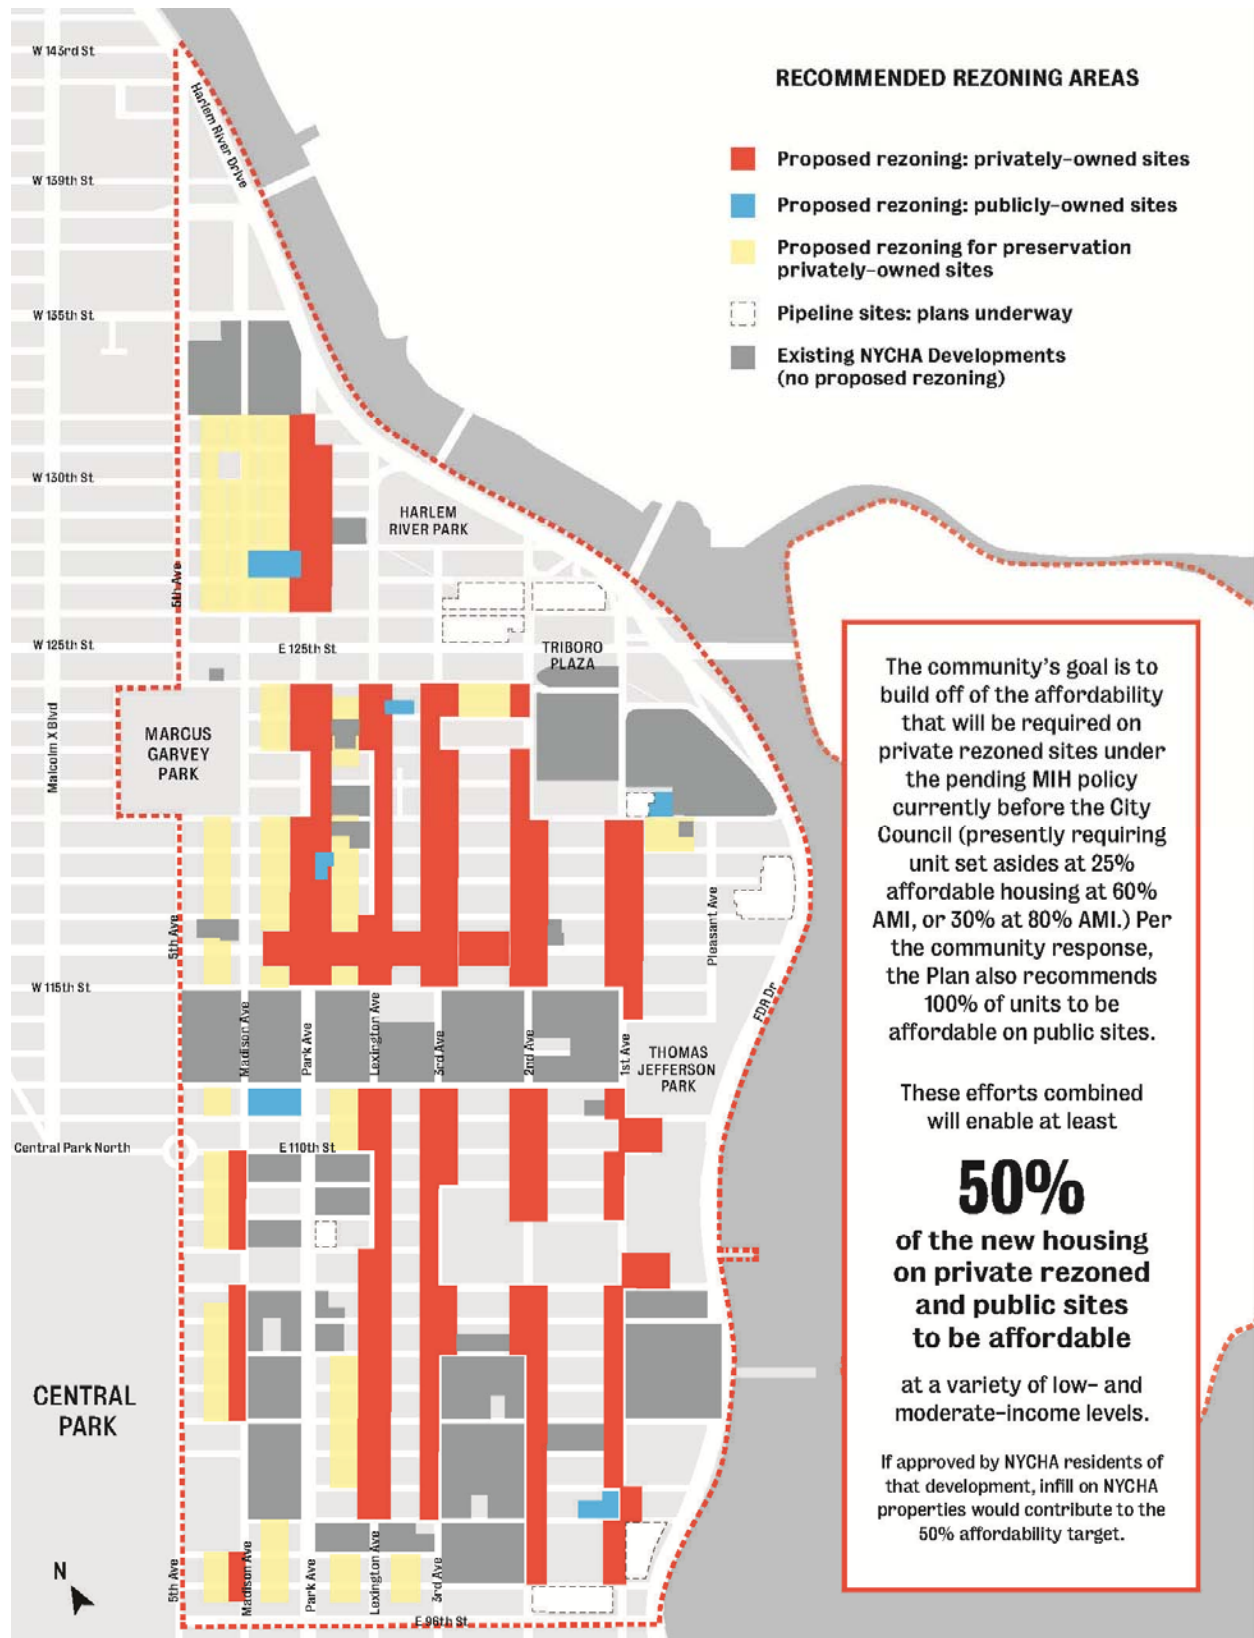 RECOMMENDED REZONING AREAS
Proposed rezoning: privately-owned sites
Proposed rezoning: publicly-owned sites
Proposed rezoning for preservation
privately-owned sites
Pipeline sites: plans underway
Existing NYCHA Developments
(no proposed rezoning)
W 143rd St
Harlem River Drive
W 139th St
W 135th St
W 130th St
HARLEM
RIVER PARK
5th Ave
W 125th St
E 125th St
TRIBORO
PLAZA
Malcolm X Blvd
MARCUS
GARVEY
PARK
5th Ave
Pleasant Ave
W 115th St
FDR Dr
Madison Ave
Park Ave
Lexington Ave
3rd Ave
2nd Ave
1st Ave
THOMAS
JEFFERSON
PARK
Central Park North
E 110th St
CENTRAL
PARK
N
5th Ave
Madison Ave
Park Ave
Lexington Ave
3rd Ave
E 96th St
The community's goal is to
build off of the affordability
that will be required on
private rezoned sites under
the pending MIH policy
currently before the City
Council (presently requiring
unit set asides at 25%
affordable housing at 60%
AMI, or 30% at 80% AMI.) Per
the community response,
the Plan also recommends
100% of units to be
affordable on public sites.
These efforts combined
will enable at least
50%
of the new housing
on private rezoned
and public sites
to be affordable
at a variety of low- and
moderate-income levels.
If approved by NYCHA residents of
that development, infill on NYCHA
properties would contribute to the
50% affordability target.